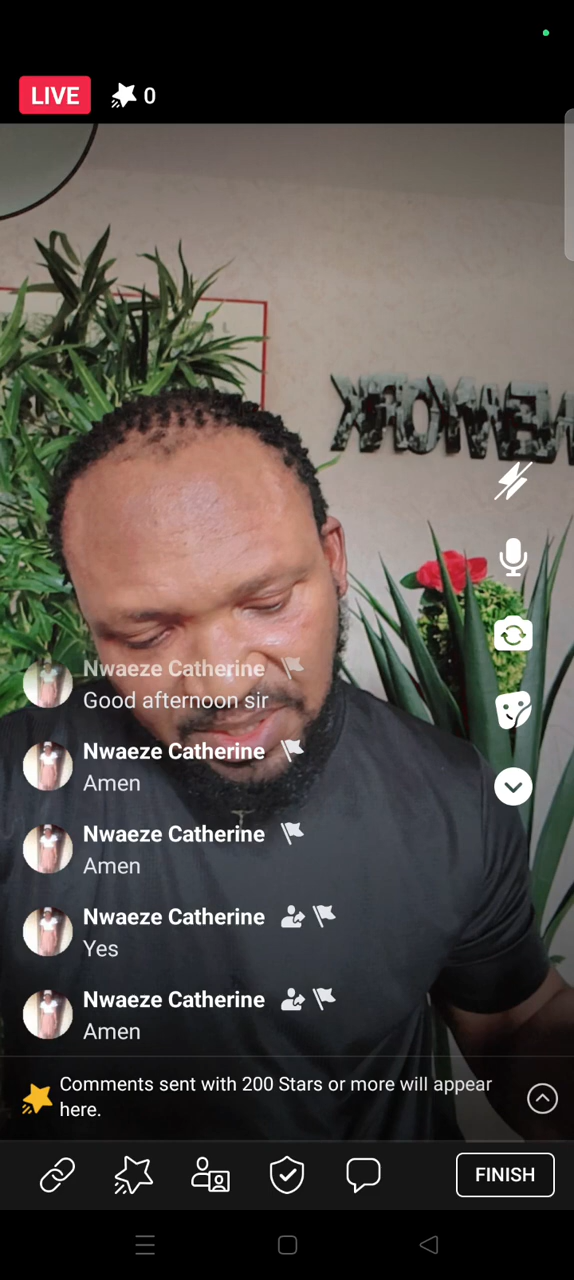 LIVE 0
NEWYORK
Nwaeze Catherine
Good afternoon sir
Nwaeze Catherine
Amen
Nwaeze Catherine
Amen
Nwaeze Catherine
Yes
Nwaeze Catherine
Amen
Comments sent with 200 Stars or more will appear
here.
FINISH